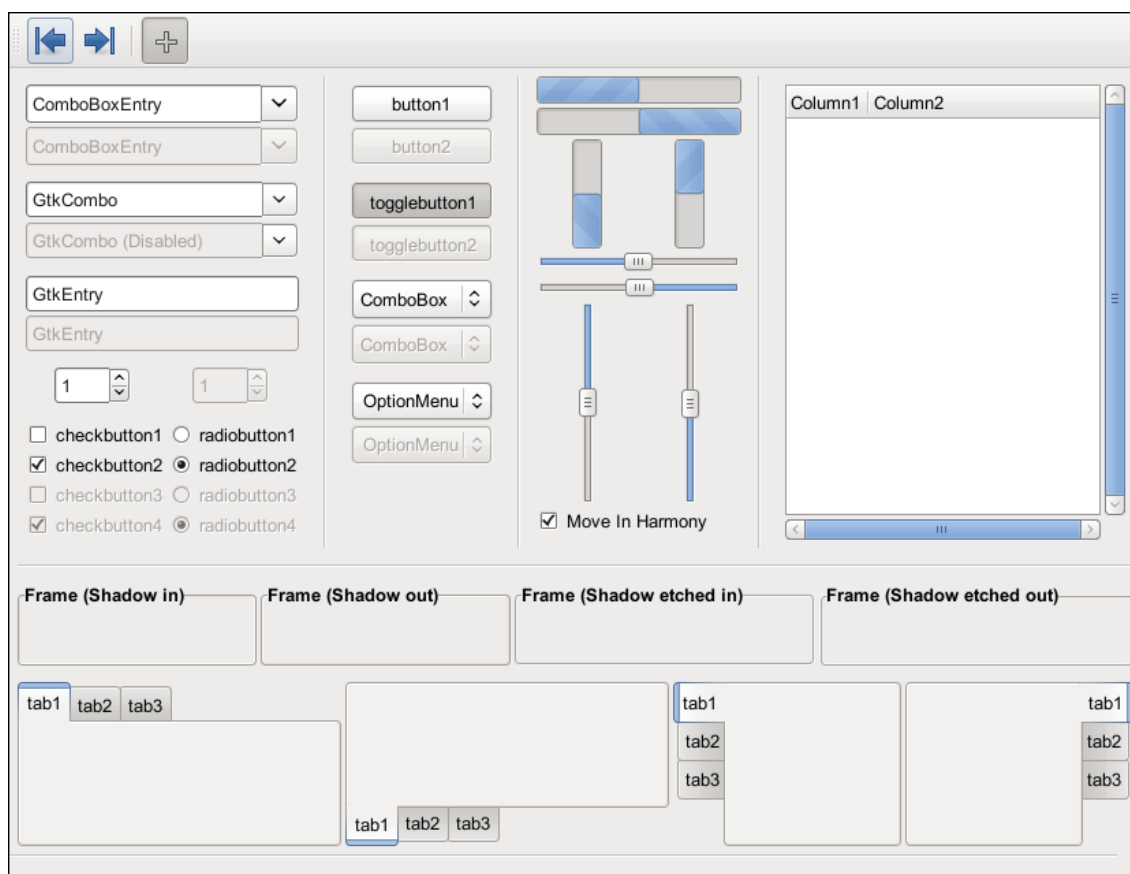 ComboBoxEntry
ComboBoxEntry
GtkCombo
GtkCombo (Disabled)
GtkEntry
GtkEntry
1 1
checkbutton1 radiobutton1
checkbutton2 radiobutton2
checkbutton3 radiobutton3
checkbutton4 radiobutton4
button1
button2
togglebutton1
togglebutton2
ComboBox
ComboBox
OptionMenu
OptionMenu
Move In Harmony
Column1 Column2
Frame (Shadow in) Frame (Shadow out) Frame (Shadow etched in) Frame (Shadow etched out)
tab1 tab2 tab3
tab1 tab2 tab3
tab1
tab2
tab3
tab1
tab2
tab3